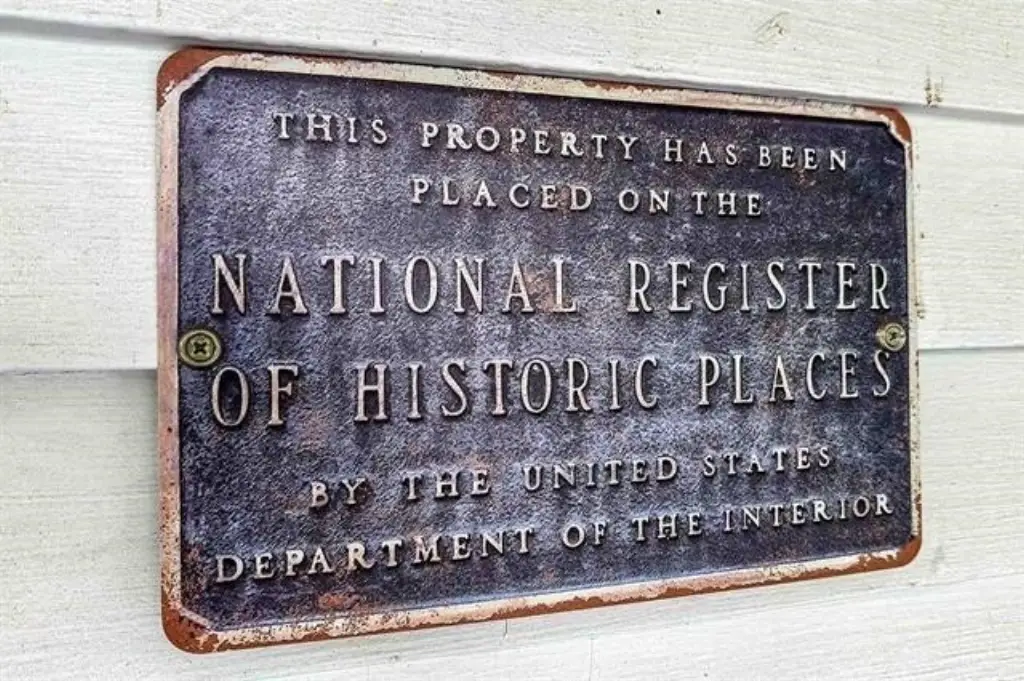 THIS PROPERTY HAS BEEN
PLACED ON THE
NATIONAL REGISTER
OF HISTORIC PLACES
BY THE UNITED STATES
DEPARTMENT OF THE INTERIOR